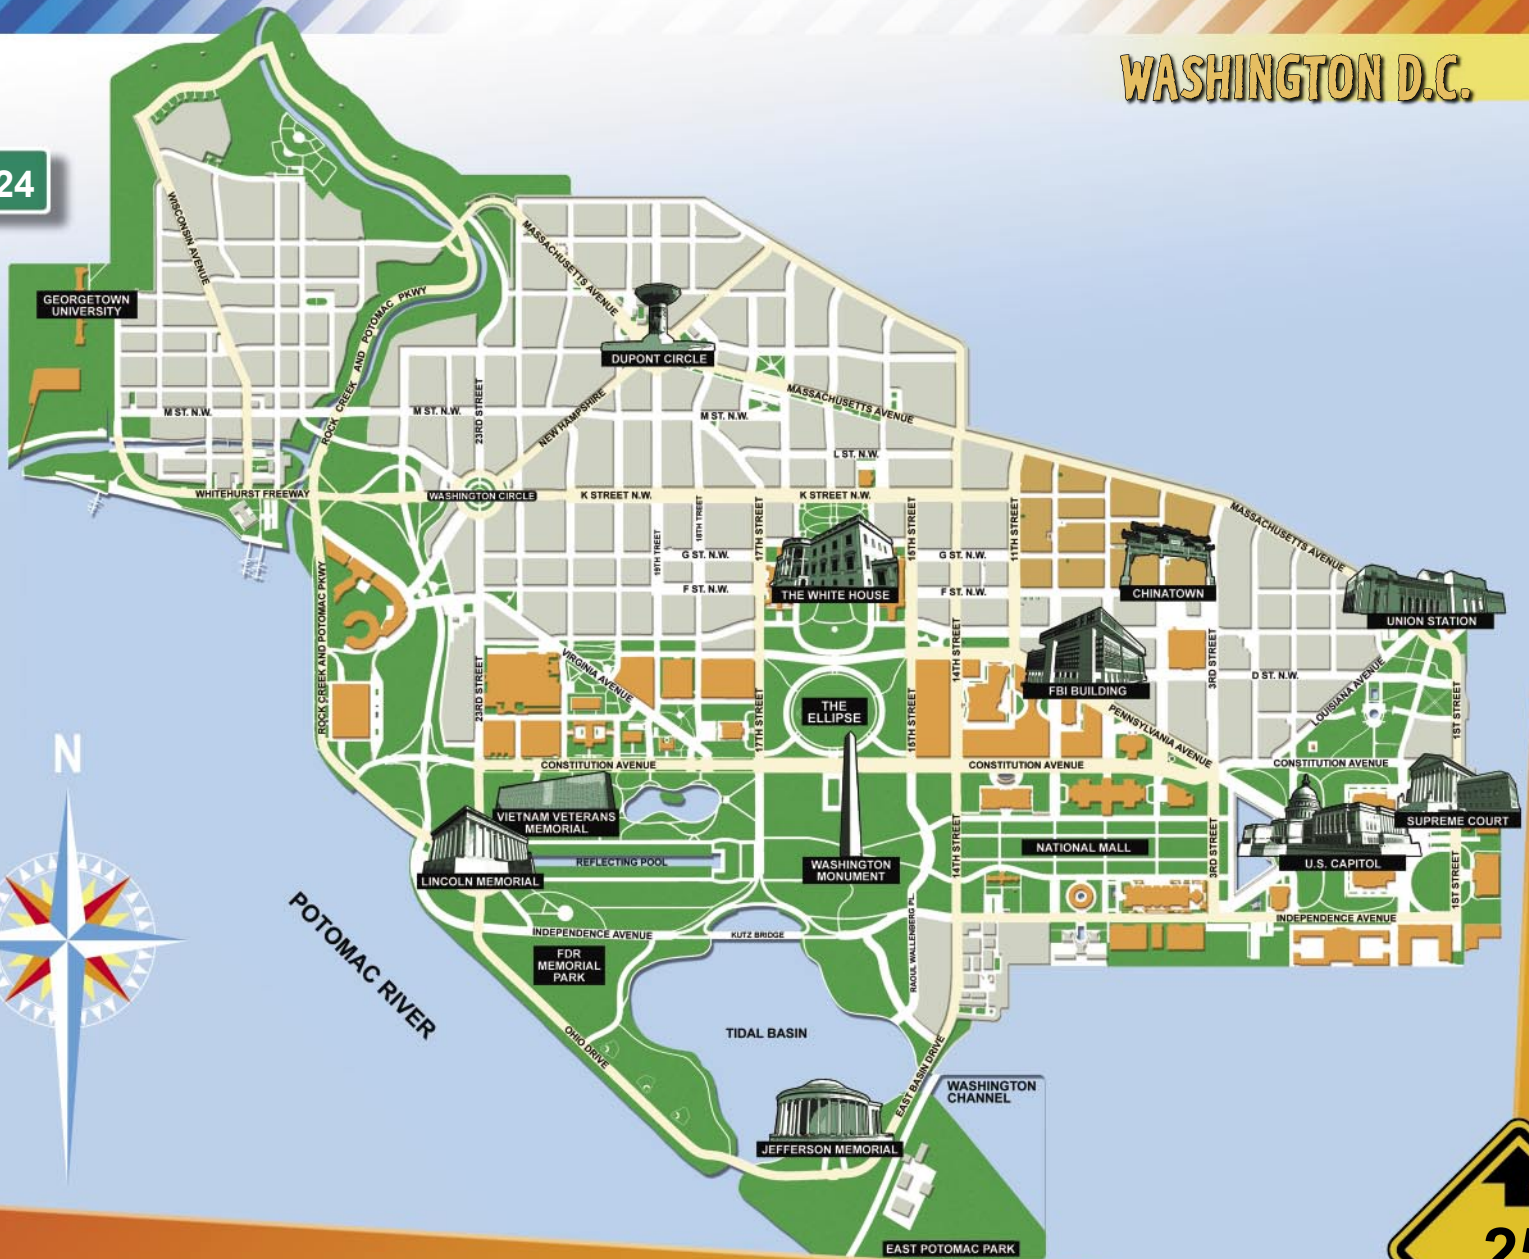 WASHINGTON D.C.
24
WISCONSIN AVENUE
MASSACHUSETTS AVENUE
GEORGETOWN
UNIVERSITY
ROCK CREEK AND POTOMAC PKWY
DUPONT CIRCLE
M ST. N.W.
M ST. N.W.
23RD STREET
NEW HAMPSHIRE
M ST. N.W.
MASSACHUSETTS AVENUE
L ST. N.W.
WHITEHURST FREEWAY
WASHINGTON CIRCLE
K STREET N.W.
K STREET N.W.
19TH TREET
18TH TREET
17TH STREET
15TH STREET
11TH STREET
MASSACHUSETTS AVENUE
G ST. N.W.
G ST. N.W.
F ST. N.W.
F ST. N.W.
THE WHITE HOUSE
CHINATOWN
UNION STATION
ROCK CREEK AND POTOMAC PKWY
23RD STREET
VIRGINIA AVENUE
17TH STREET
THE
ELLIPSE
15TH STREET
14TH STREET
FBI BUILDING
3RD STREET
D ST. N.W.
LOUISIANA AVENUE
1ST STREET
PENNSYLVANIA AVENUE
CONSTITUTION AVENUE
CONSTITUTION AVENUE
CONSTITUTION AVENUE
N
VIETNAM VETERANS
MEMORIAL
SUPREME COURT
REFLECTING POOL
WASHINGTON
MONUMENT
14TH STREET
NATIONAL MALL
3RD STREET
U.S. CAPITOL
1ST STREET
LINCOLN MEMORIAL
INDEPENDENCE AVENUE
KUTZ BRIDGE
RAOUL WALLENBERG PL.
INDEPENDENCE AVENUE
FDR
MEMORIAL
PARK
POTOMAC RIVER
OHIO DRIVE
TIDAL BASIN
EAST BASIN DRIVE
WASHINGTON
CHANNEL
JEFFERSON MEMORIAL
EAST POTOMAC PARK